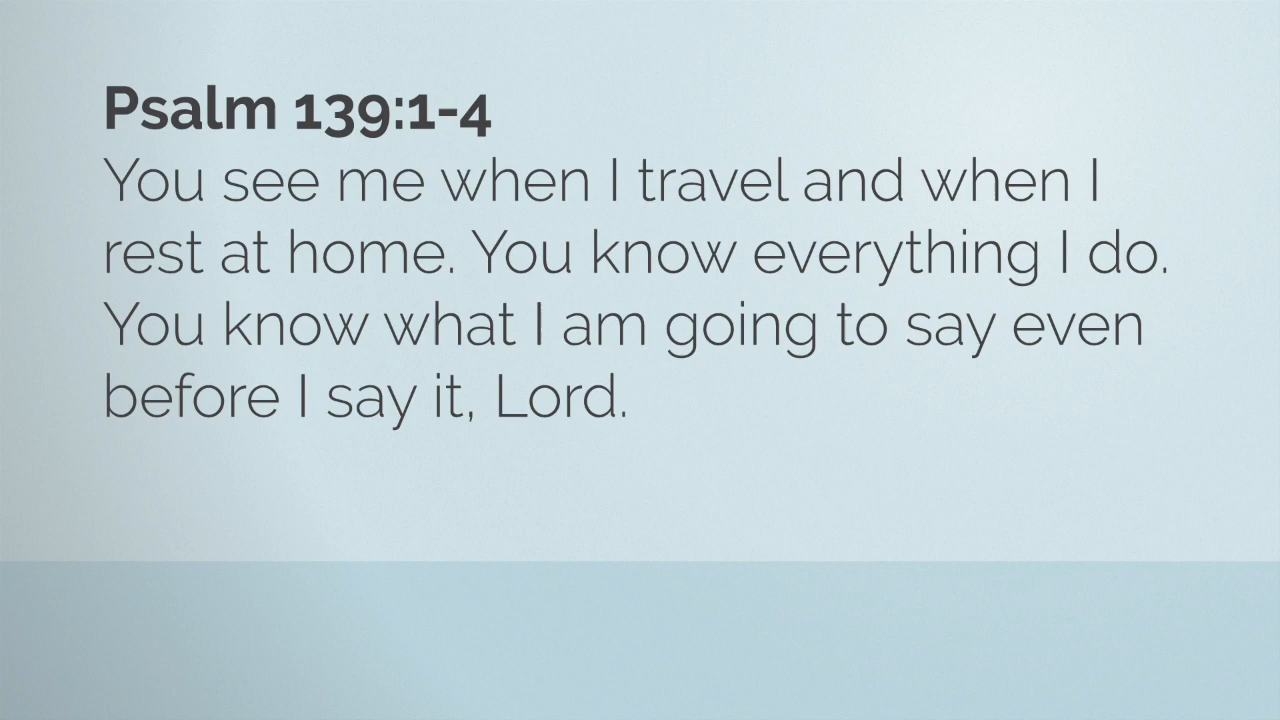 Psalm 139:1-4
You see me when I travel and when I
rest at home. You know everything I do.
You know what I am going to say even
before I say it, Lord.